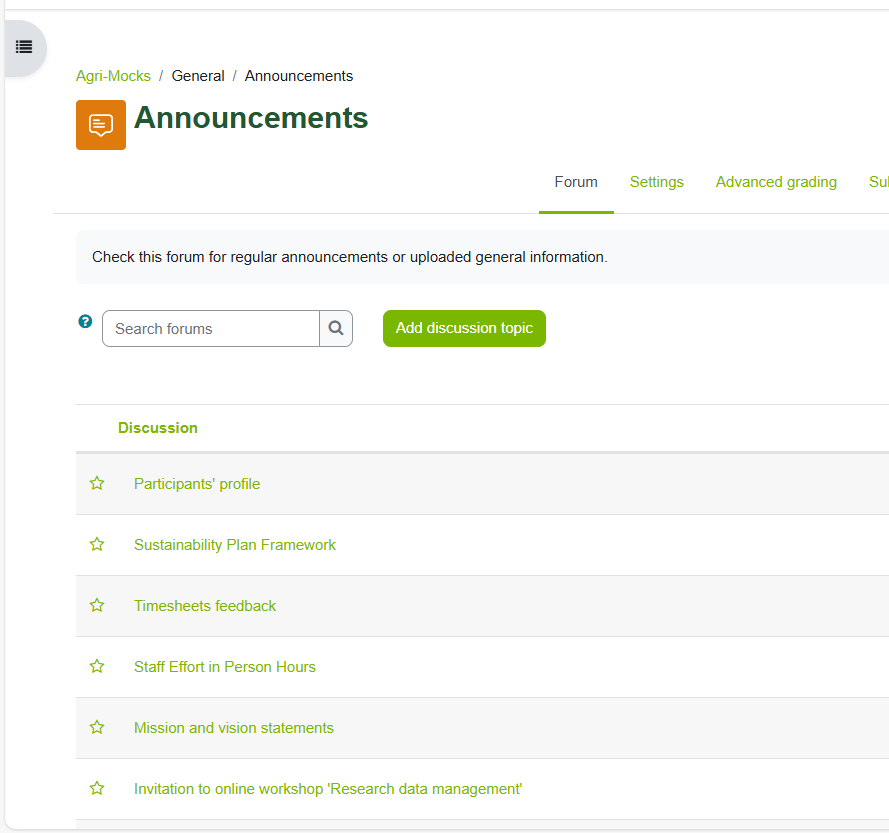 Agri-Mocks / General / Announcements
Announcements
Forum Settings Advanced grading
Check this forum for regular announcements or uploaded general information.
Search forums Add discussion topic
Discussion
Participants' profile
Sustainability Plan Framework
Timesheets feedback
Staff Effort in Person Hours
Mission and vision statements
Invitation to online workshop 'Research data management'